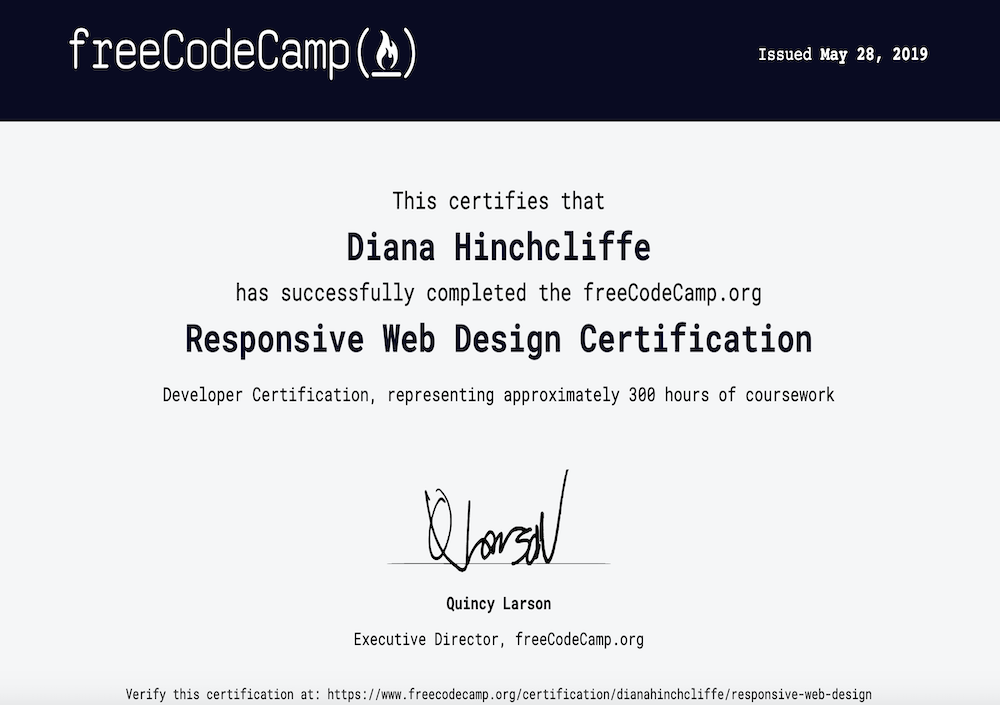 freeCodeCamp
Issued May 28, 2019
This certifies that
Diana Hinchcliffe
has successfully completed the freeCodeCamp.org
Responsive Web Design Certification
Developer Certification, representing approximately 300 hours of coursework
Q Larson
Quincy Larson
Executive Director, freeCodeCamp.org
Verify this certification at: https://www.freecodecamp.org/certification/dianahinchcliffe/responsive-web-design